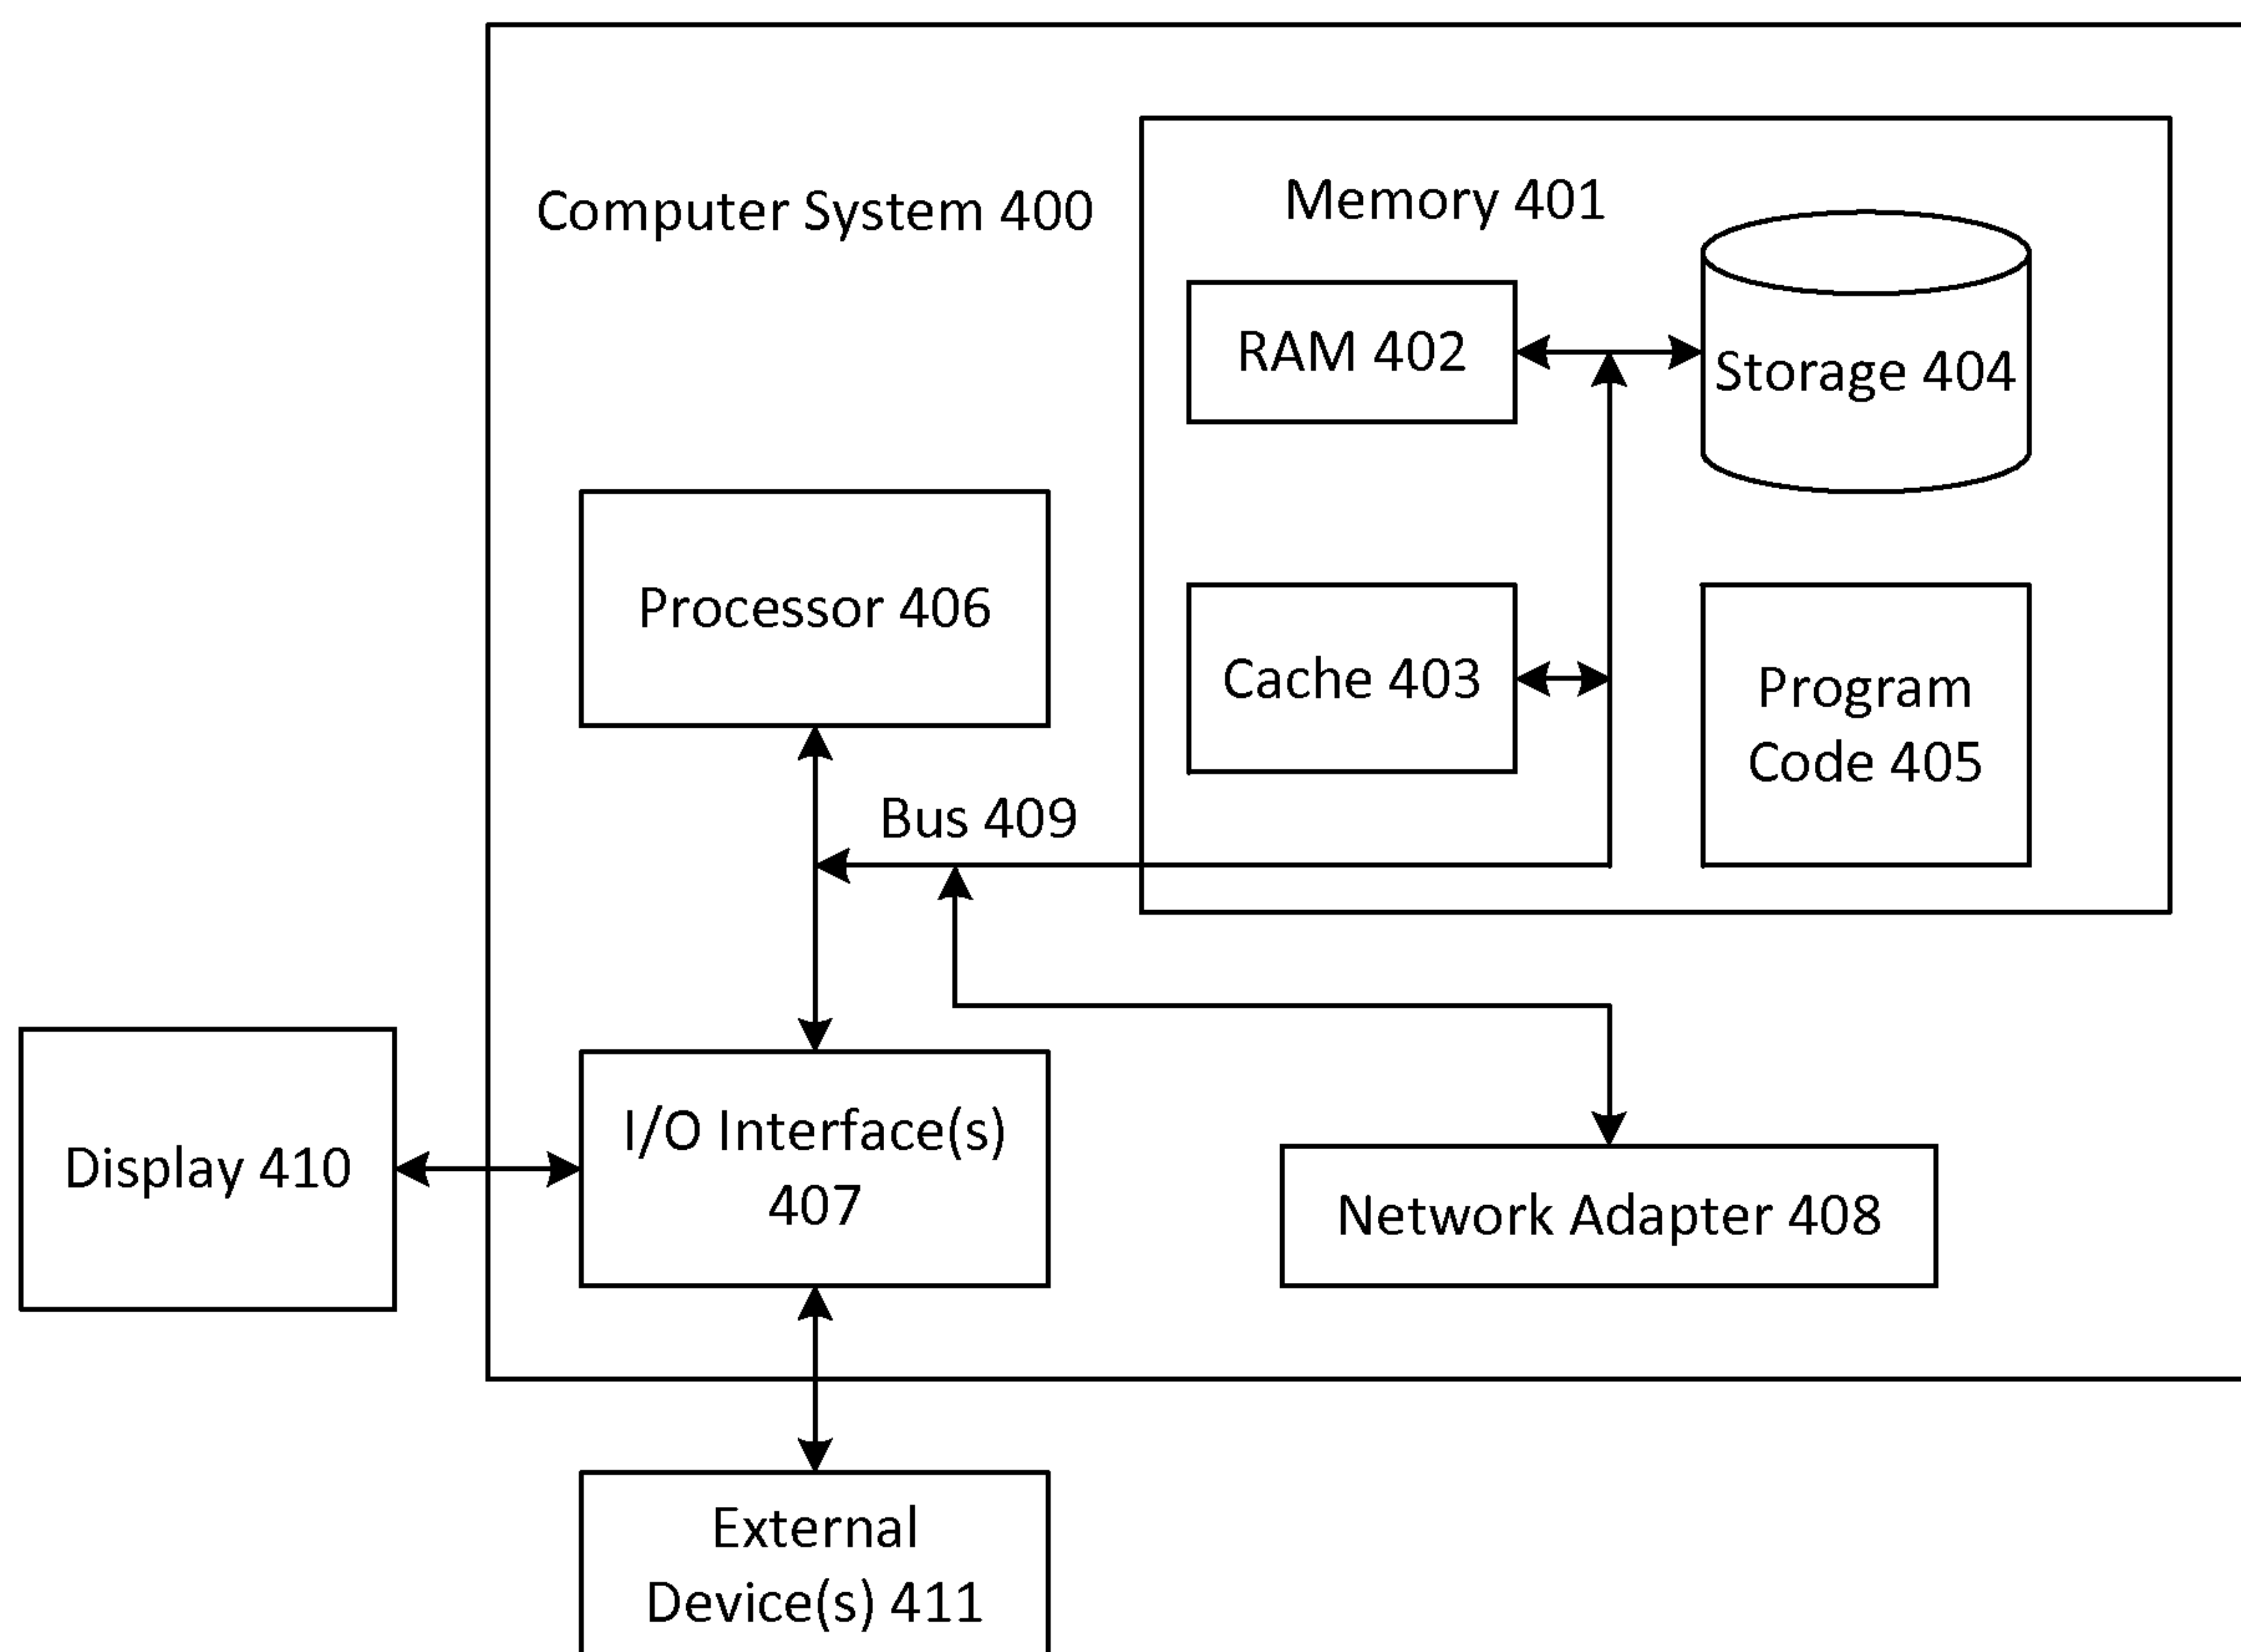 Computer System 400
Memory 401
RAM 402
Storage 404
Processor 406
Cache 403
Program
Code 405
Bus 409
Display 410
I/O Interface(s)
407
Network Adapter 408
External
Device(s) 411